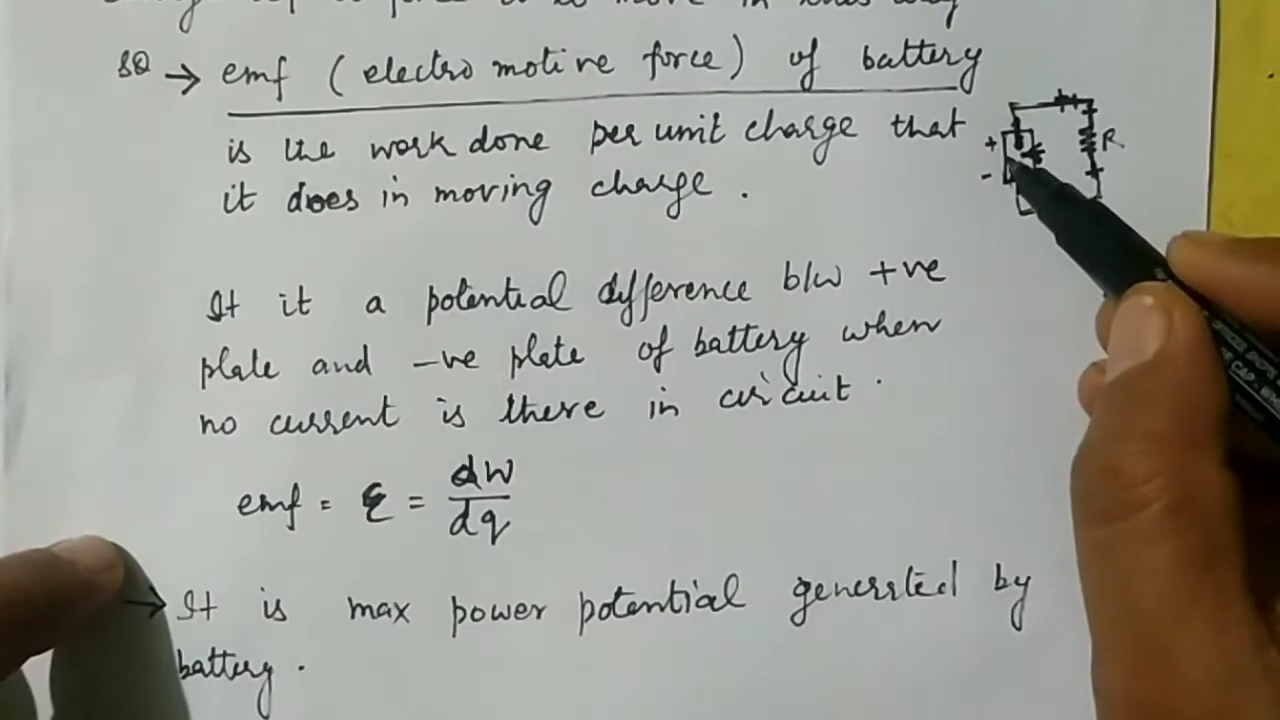 SQ → emf (electro motive force) of battery
is the work done per unit charge that
it does in moving charge.
+
-
R
It it a potential difference b/w +ve
plate and -ve plate of battery when
no current is there in circuit.
emf = ε = dW/dq
→ It is max power potential generated by
battery.